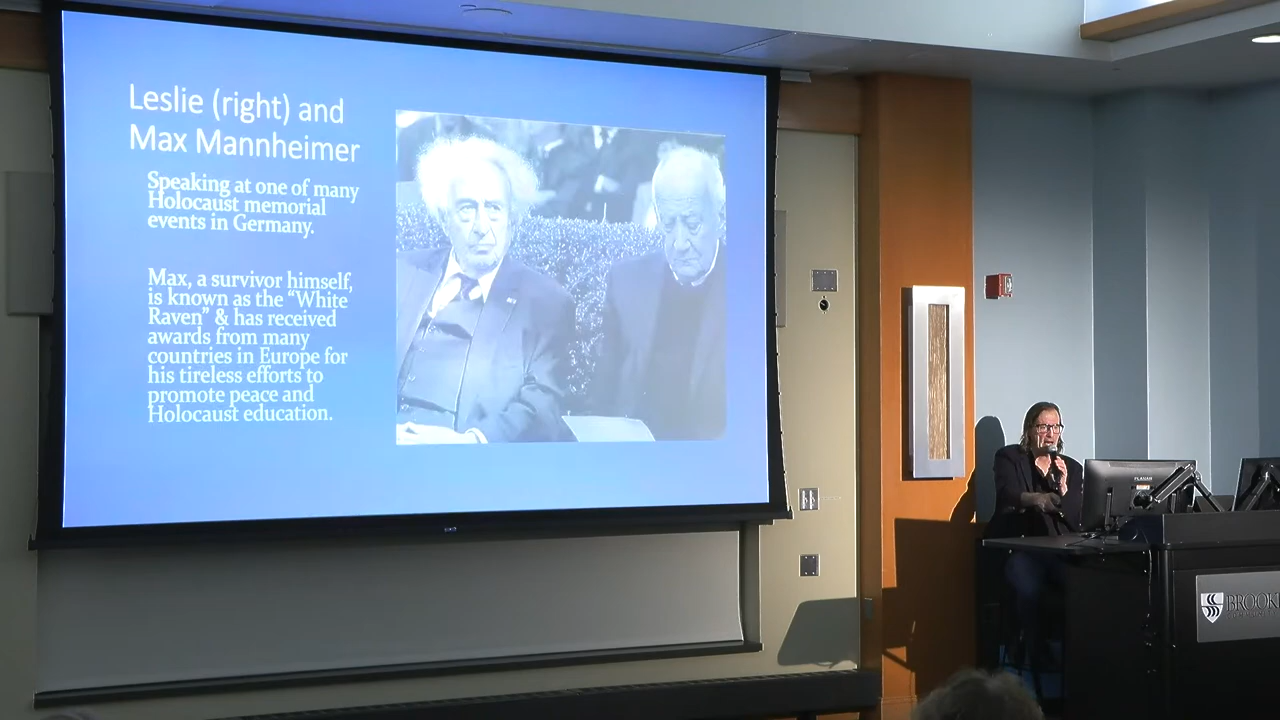 Leslie (right) and
Max Mannheimer
Speaking at one of many
Holocaust memorial
events in Germany.
Max, a survivor himself,
is known as the “White
Raven” & has received
awards from many
countries in Europe for
his tireless efforts to
promote peace and
Holocaust education.
PLANAR
BROOK